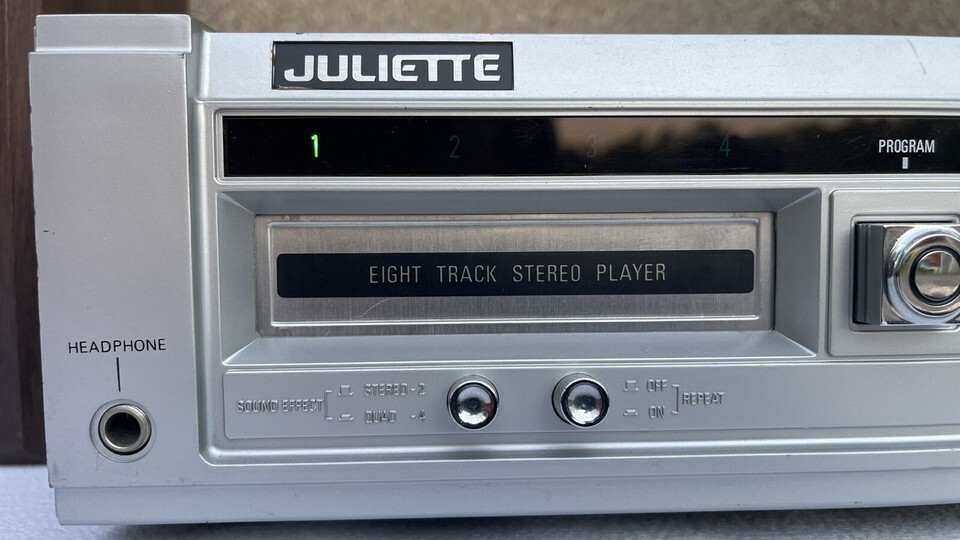 JULIETTE
1 2 3 4
PROGRAM
EIGHT TRACK STEREO PLAYER
HEADPHONE
SOUND EFFECT
STEREO-2
QUAD -4
OFF
ON
REPEAT